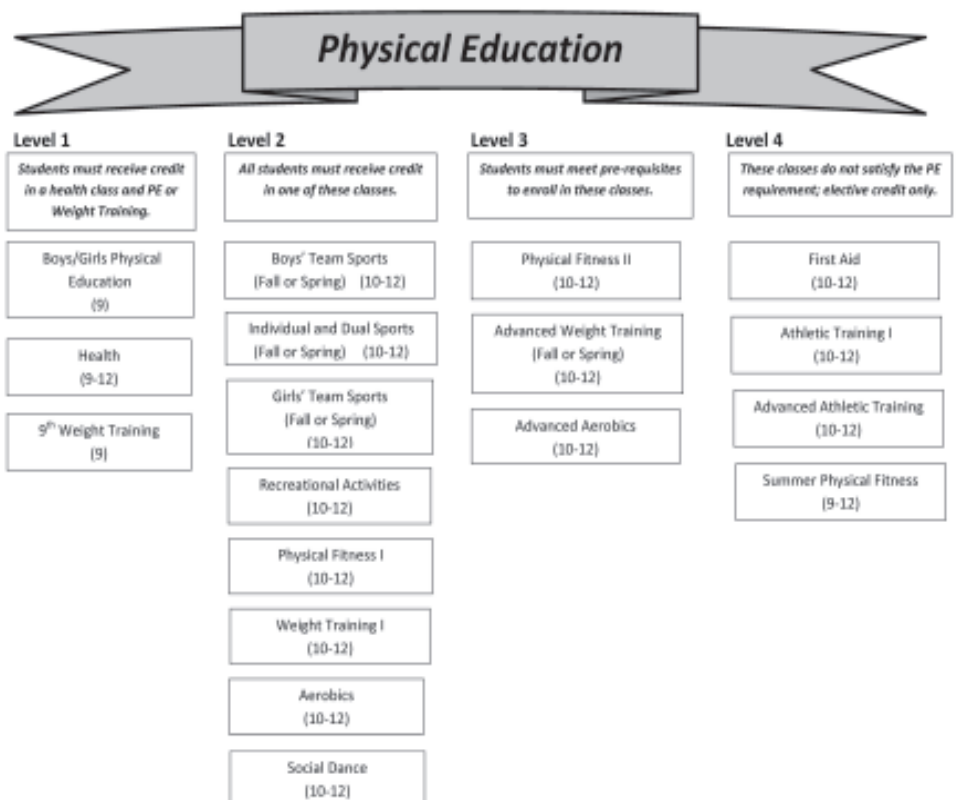 Physical Education
Level 1
Students must receive credit
in a health class and PE or
Weight Training.
Boys/Girls Physical
Education
(9)
Health
(9-12)
9th Weight Training
(9)
Level 2
All students must receive credit
in one of these classes.
Boys' Team Sports
(Fall or Spring) (10-12)
Individual and Dual Sports
(Fall or Spring) (10-12)
Girls' Team Sports
(Fall or Spring)
(10-12)
Recreational Activities
(10-12)
Physical Fitness I
(10-12)
Weight Training I
(10-12)
Aerobics
(10-12)
Social Dance
(10-12)
Level 3
Students must meet pre-requisites
to enroll in these classes.
Physical Fitness II
(10-12)
Advanced Weight Training
(Fall or Spring)
(10-12)
Advanced Aerobics
(10-12)
Level 4
These classes do not satisfy the PE
requirement; elective credit only.
First Aid
(10-12)
Athletic Training I
(10-12)
Advanced Athletic Training
(10-12)
Summer Physical Fitness
(9-12)